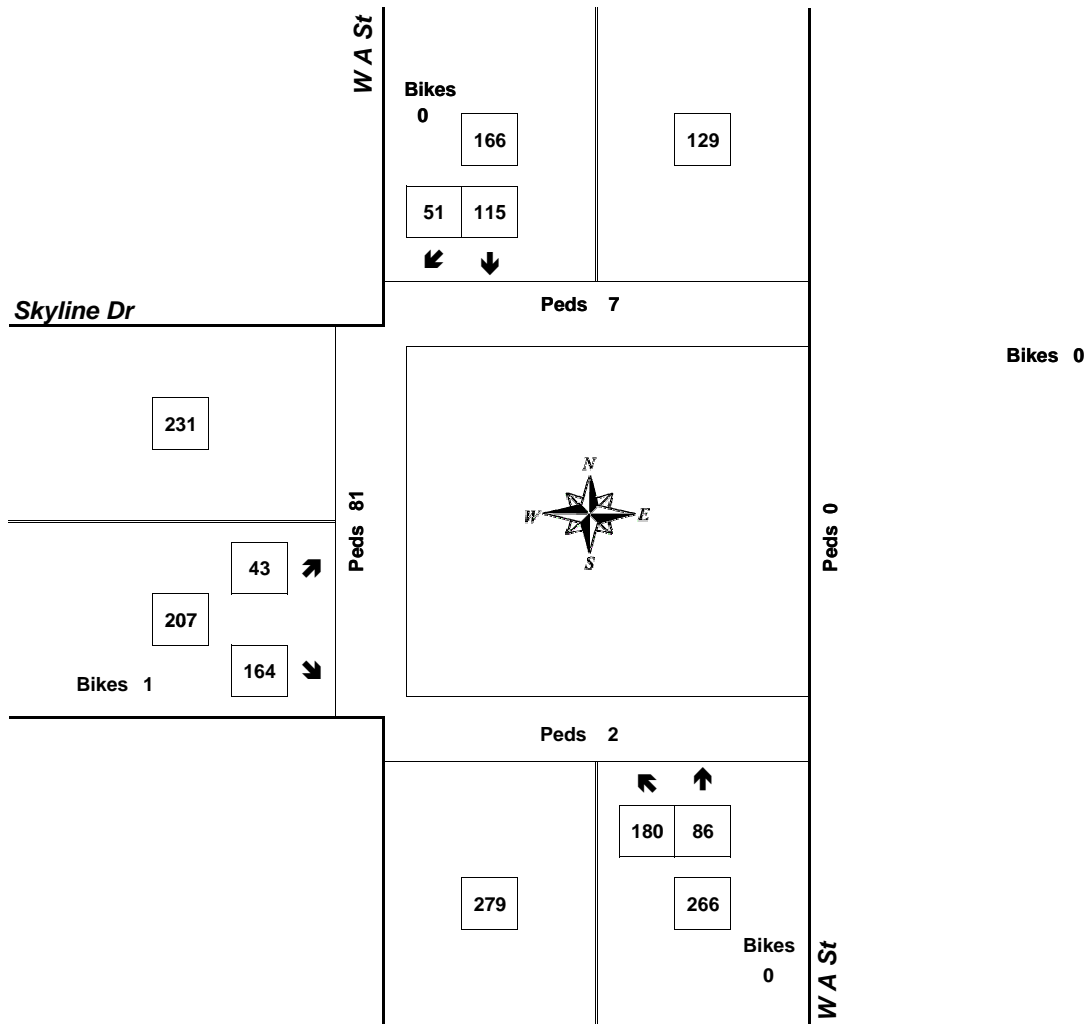 W A St
Bikes
0
166
129
51 115
Skyline Dr
Peds 7
Bikes 0
231
N
W E
S
Peds 81
Peds 0
43
207
164
Bikes 1
Peds 2
180 86
279
266
Bikes
0
W A St